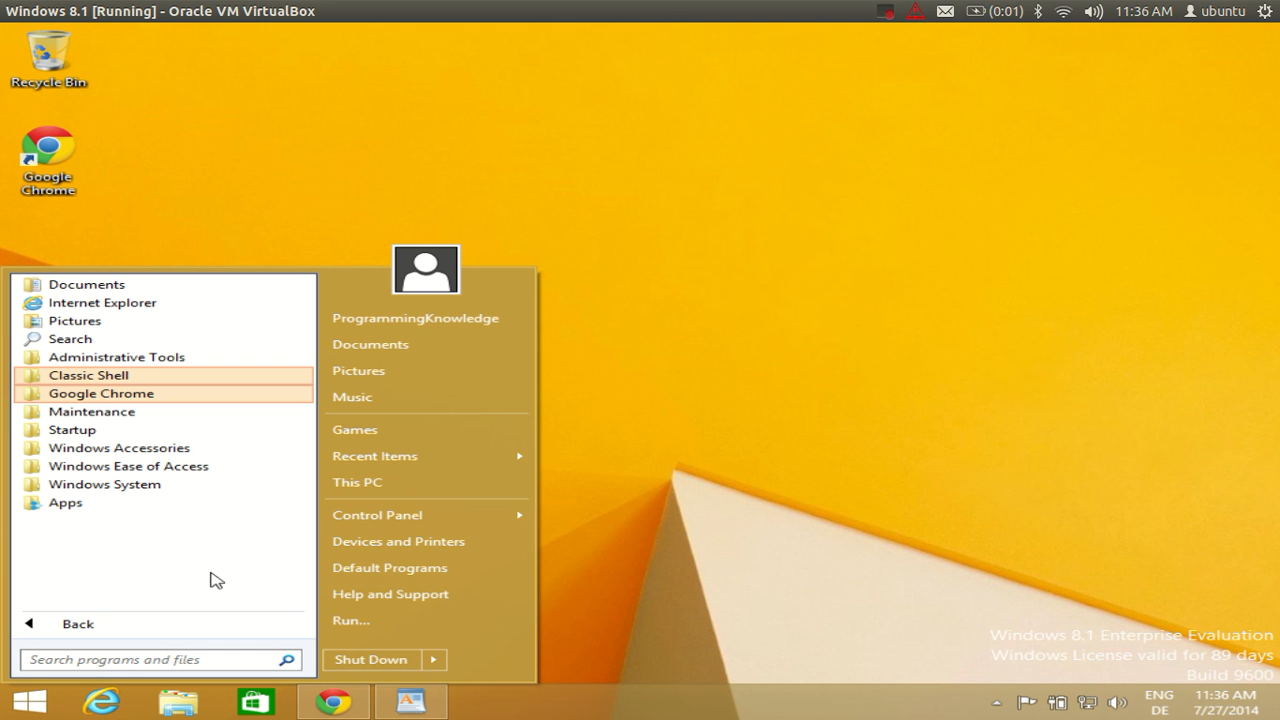 Windows 8.1 [Running] - Oracle VM VirtualBox
(0:01)
11:36 AM
ubuntu
Recycle Bin
Google
Chrome
Documents
Internet Explorer
Pictures
Search
Administrative Tools
Classic Shell
Google Chrome
Maintenance
Startup
Windows Accessories
Windows Ease of Access
Windows System
Apps
Back
Search programs and files
ProgrammingKnowledge
Documents
Pictures
Music
Games
Recent Items
This PC
Control Panel
Devices and Printers
Default Programs
Help and Support
Run...
Shut Down
Windows 8.1 Enterprise Evaluation
Windows License valid for 89 days
Build 9600
ENG
DE
11:36 AM
7/27/2014